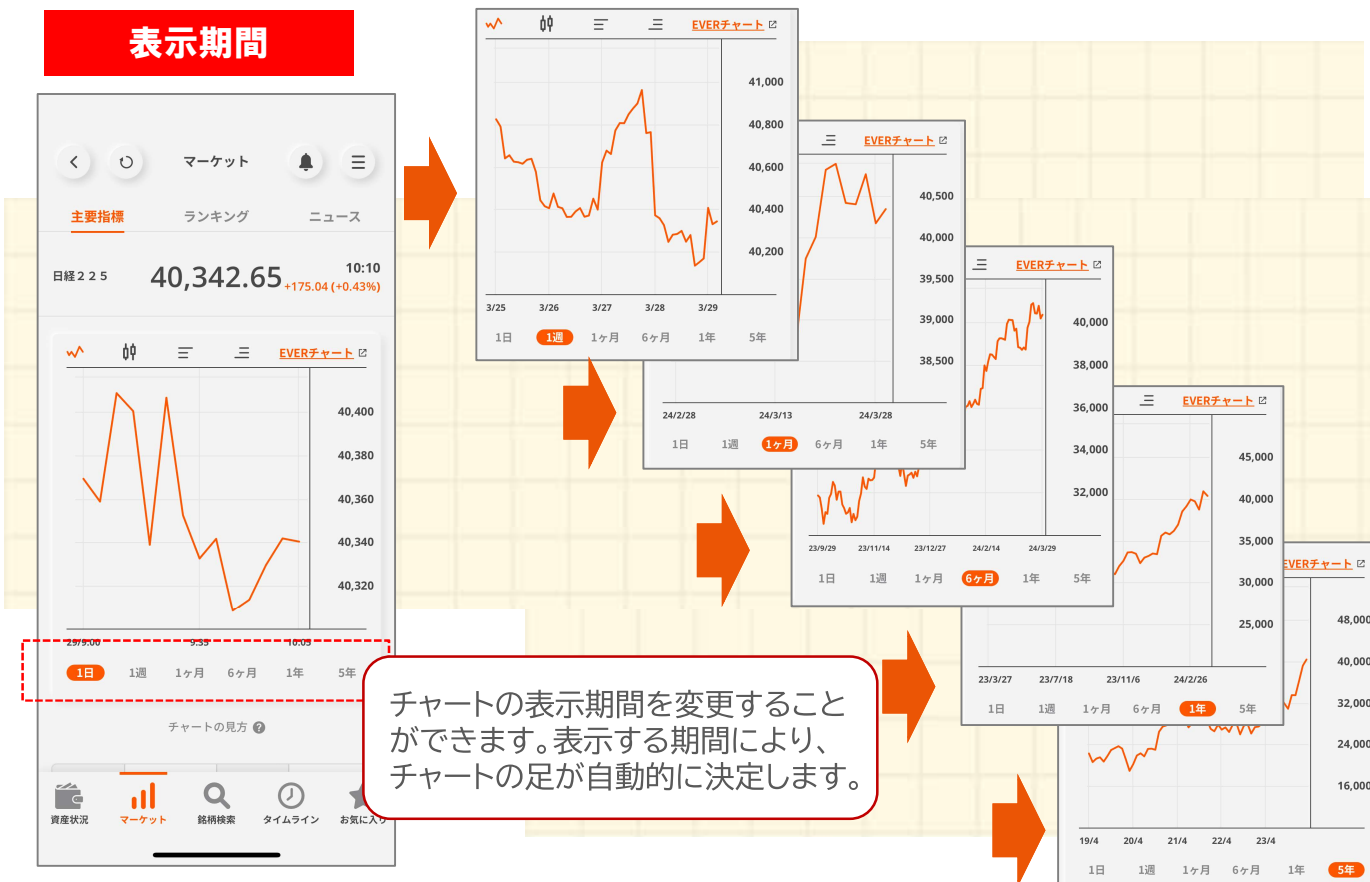 表示期間
マーケット
主要指標 ランキング ニュース
日経225 40,342.65 10:10
+175.04 (+0.43%)
EVERチャート
40,400
40,380
40,360
40,340
40,320
29/9:00 9:35 10:05
1日 1週 1ヶ月 6ヶ月 1年 5年
チャートの見方 ?
資産状況 マーケット 銘柄検索 タイムライン お気に入り
チャートの表示期間を変更すること
ができます。表示する期間により、
チャートの足が自動的に決定します。
EVERチャート
41,000
40,800
40,600
40,400
40,200
3/25 3/26 3/27 3/28 3/29
1日 1週 1ヶ月 6ヶ月 1年 5年
EVERチャート
40,500
40,000
39,500
39,000
38,500
24/2/28 24/3/13 24/3/28
1日 1週 1ヶ月 6ヶ月 1年 5年
EVERチャート
40,000
38,000
36,000
34,000
32,000
23/9/29 23/11/14 23/12/27 24/2/14 24/3/29
1日 1週 1ヶ月 6ヶ月 1年 5年
EVERチャート
45,000
40,000
35,000
30,000
25,000
23/3/27 23/7/18 23/11/6 24/2/26
1日 1週 1ヶ月 6ヶ月 1年 5年
EVERチャート
48,000
40,000
32,000
24,000
16,000
19/4 20/4 21/4 22/4 23/4
1日 1週 1ヶ月 6ヶ月 1年 5年